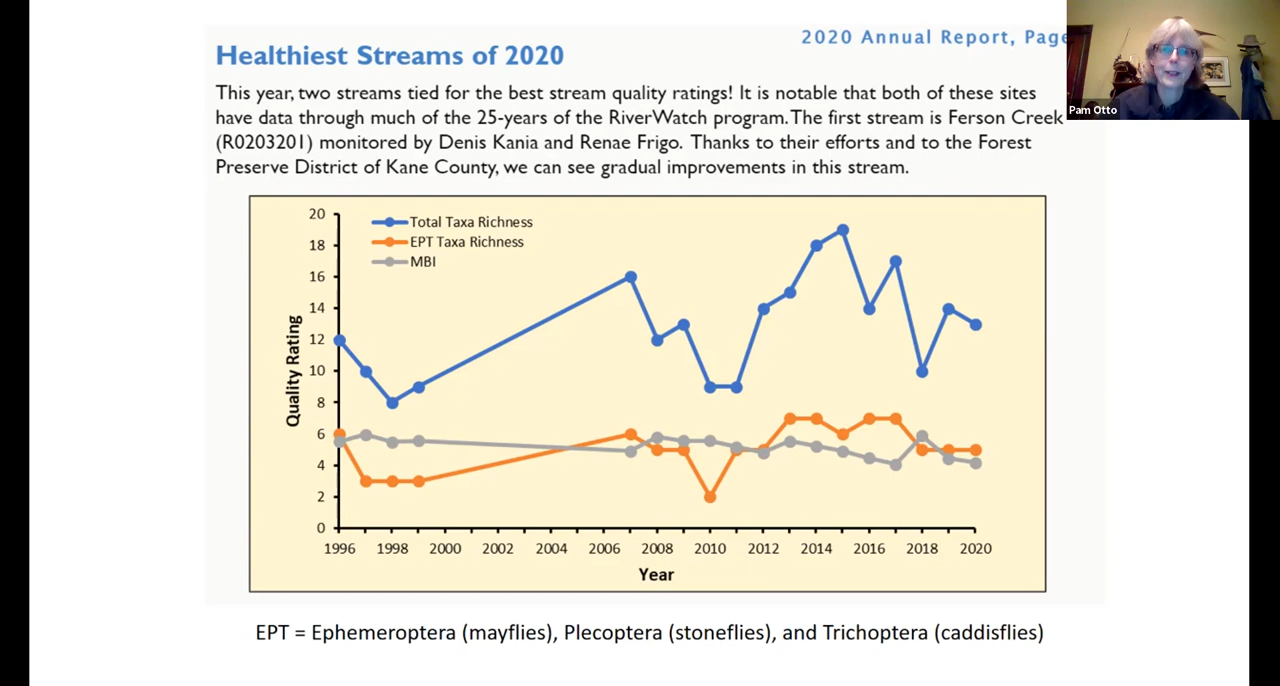 2020 Annual Report, Page
Healthiest Streams of 2020
This year, two streams tied for the best stream quality ratings! It is notable that both of these sites
have data through much of the 25-years of the RiverWatch program. The first stream is Ferson Creek
(R0203201) monitored by Denis Kania and Renae Frigo. Thanks to their efforts and to the Forest
Preserve District of Kane County, we can see gradual improvements in this stream.
Pam Otto
Total Taxa Richness
EPT Taxa Richness
MBI
Quality Rating
20
18
16
14
12
10
8
6
4
2
0
1996 1998 2000 2002 2004 2006 2008 2010 2012 2014 2016 2018 2020
Year
EPT = Ephemeroptera (mayflies), Plecoptera (stoneflies), and Trichoptera (caddisflies)